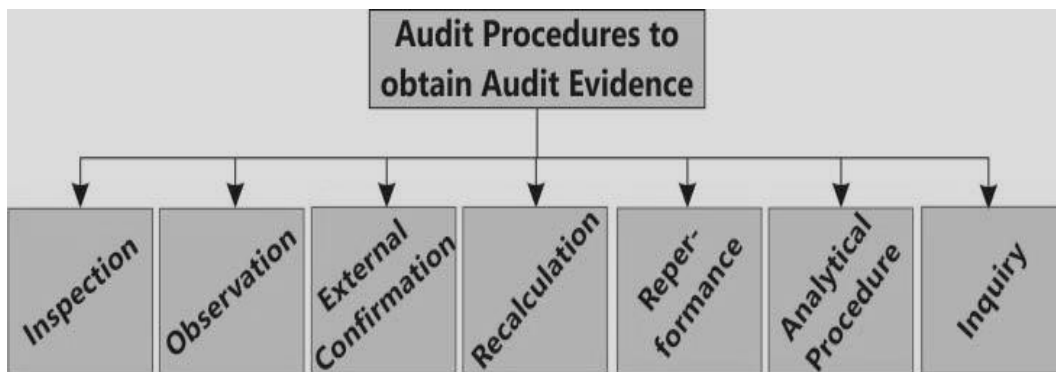 Audit Procedures to
obtain Audit Evidence
Inspection
Observation
External
Confirmation
Recalculation
Reper-
formance
Analytical
Procedure
Inquiry